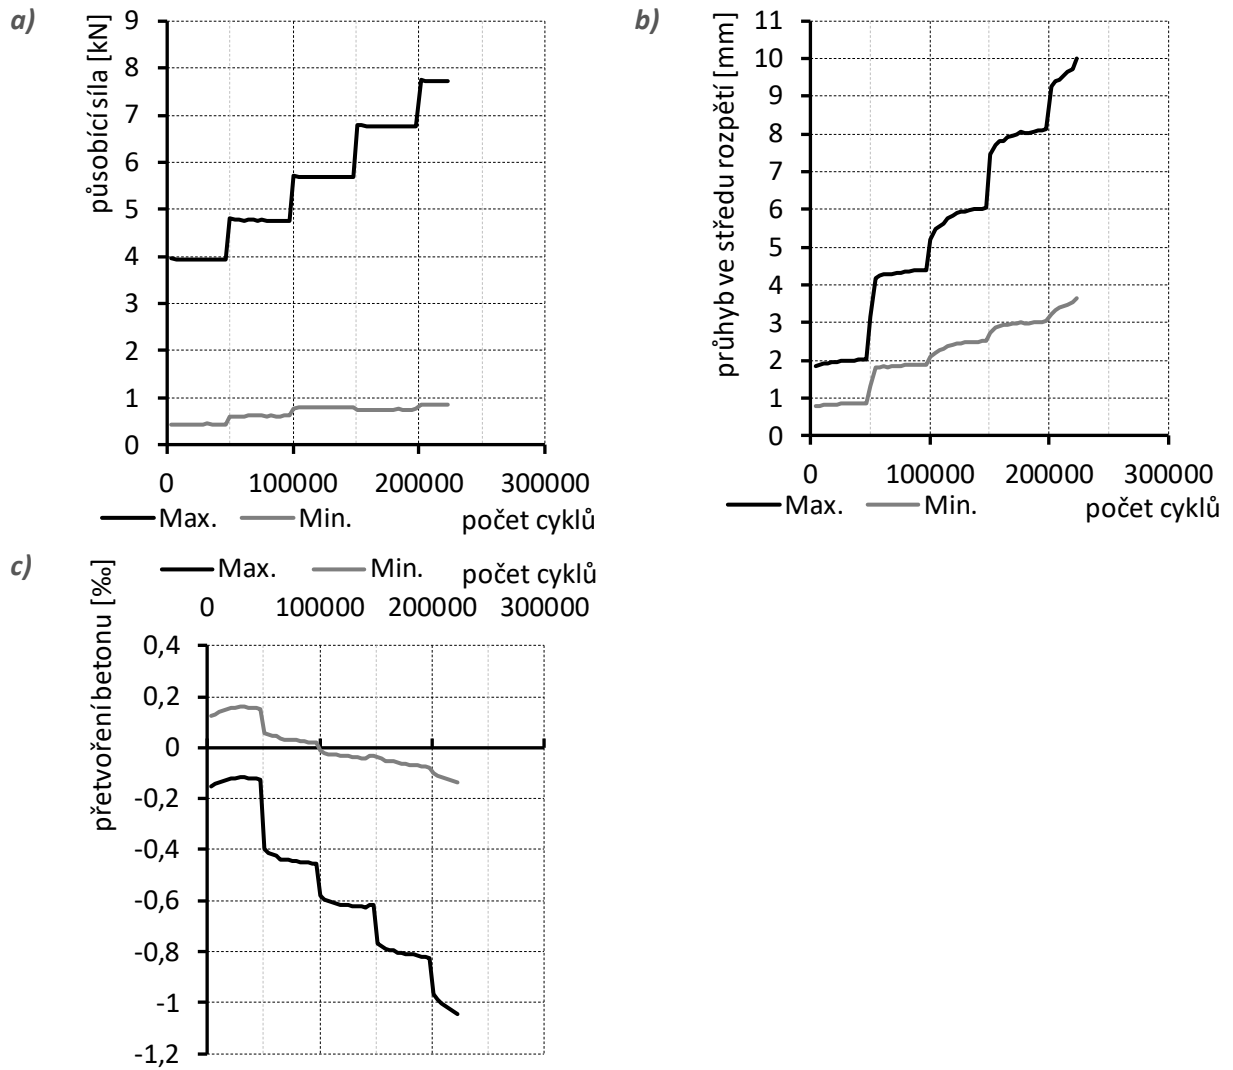 a)
působící síla [kN]
9
8
7
6
5
4
3
2
1
0
0 100000 200000 300000
Max. Min. počet cyklů
b)
průhyb ve středu rozpětí [mm]
11
10
9
8
7
6
5
4
3
2
1
0
0 100000 200000 300000
Max. Min. počet cyklů
c)
přetvoření betonu [‰]
Max. Min. počet cyklů
0 100000 200000 300000
0,4
0,2
0
-0,2
-0,4
-0,6
-0,8
-1
-1,2